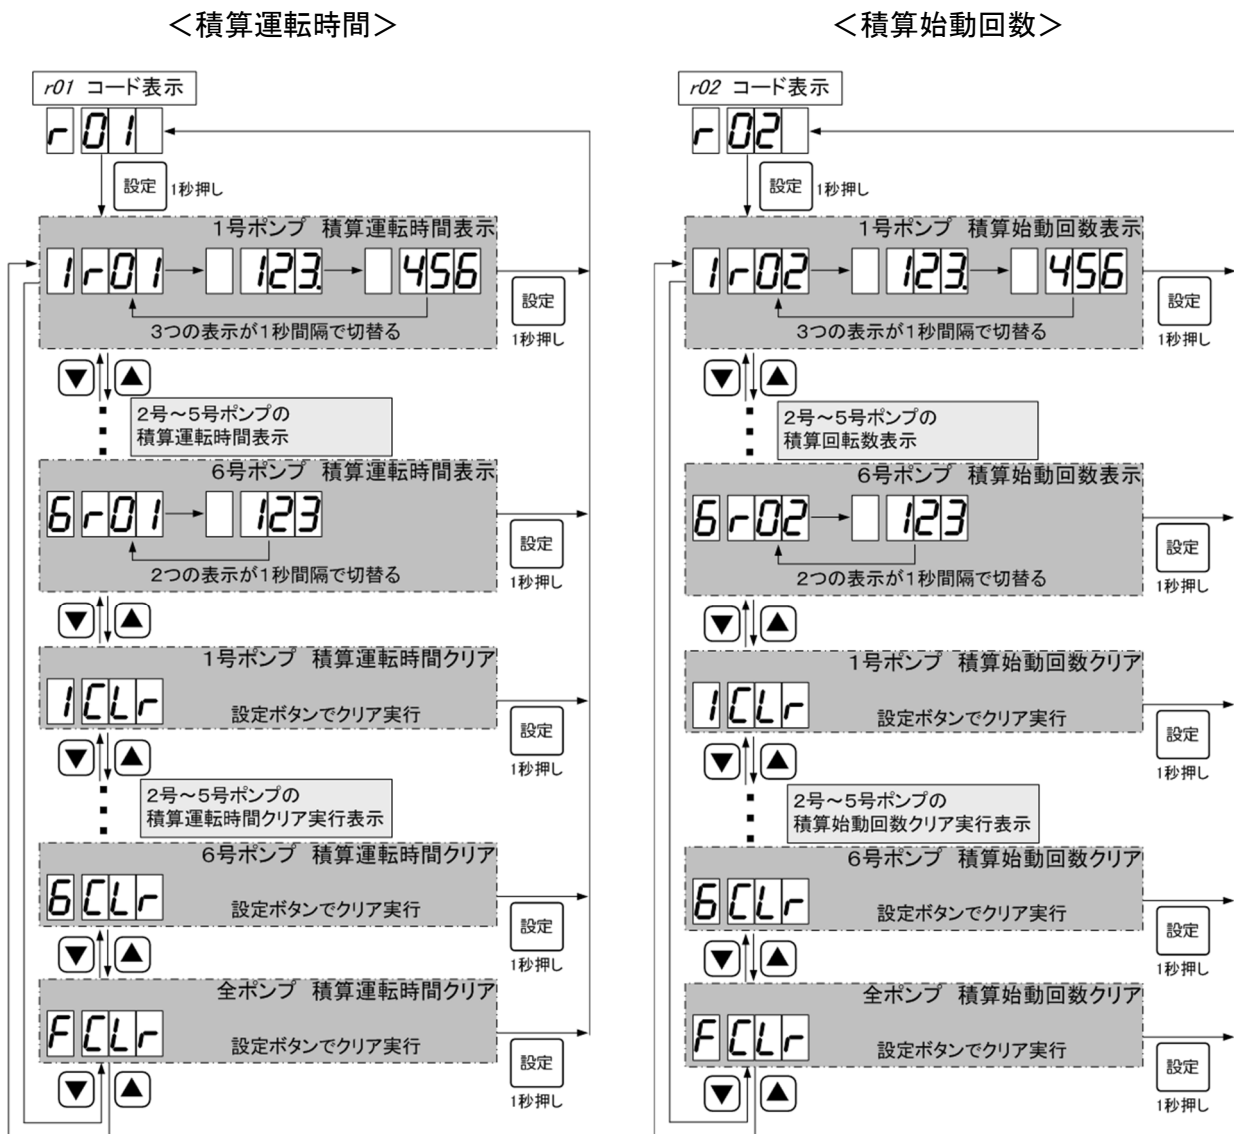 ＜積算運転時間＞
r01 コード表示
r 01
設定 1秒押し
1号ポンプ 積算運転時間表示
1r01 123. 456
3つの表示が1秒間隔で切替る
設定
1秒押し
▼ ▲
2号～5号ポンプの
積算運転時間表示
6号ポンプ 積算運転時間表示
6r01 123
2つの表示が1秒間隔で切替る
設定
1秒押し
▼ ▲
1号ポンプ 積算運転時間クリア
1CLr
設定ボタンでクリア実行
設定
1秒押し
▼ ▲
2号～5号ポンプの
積算運転時間クリア実行表示
6号ポンプ 積算運転時間クリア
6CLr
設定ボタンでクリア実行
設定
1秒押し
▼ ▲
全ポンプ 積算運転時間クリア
FCLr
設定ボタンでクリア実行
設定
1秒押し
▼ ▲
＜積算始動回数＞
r02 コード表示
r 02
設定 1秒押し
1号ポンプ 積算始動回数表示
1r02 123. 456
3つの表示が1秒間隔で切替る
設定
1秒押し
▼ ▲
2号～5号ポンプの
積算回転数表示
6号ポンプ 積算始動回数表示
6r02 123
2つの表示が1秒間隔で切替る
設定
1秒押し
▼ ▲
1号ポンプ 積算始動回数クリア
1CLr
設定ボタンでクリア実行
設定
1秒押し
▼ ▲
2号～5号ポンプの
積算始動回数クリア実行表示
6号ポンプ 積算始動回数クリア
6CLr
設定ボタンでクリア実行
設定
1秒押し
▼ ▲
全ポンプ 積算始動回数クリア
FCLr
設定ボタンでクリア実行
設定
1秒押し
▼ ▲